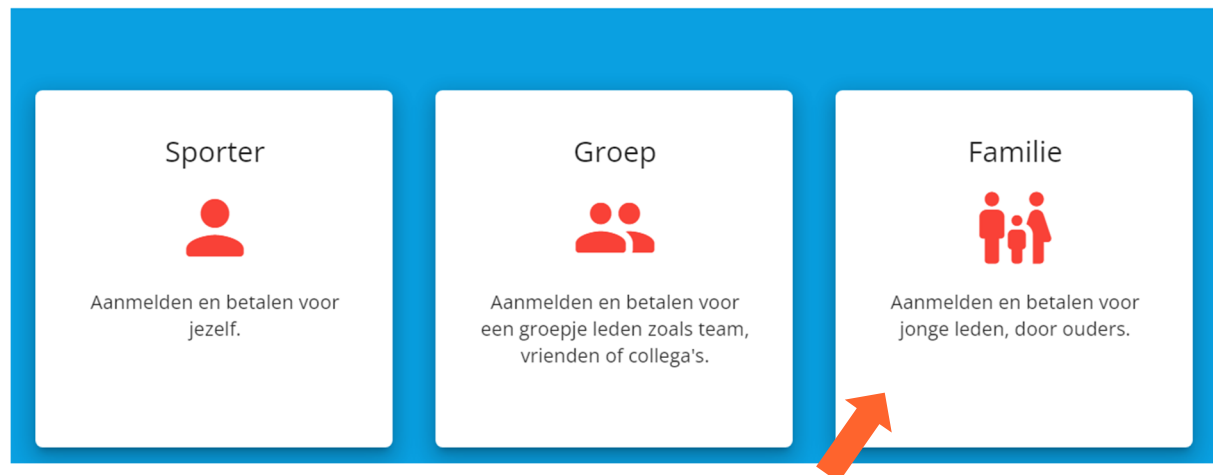 Sporter
Aanmelden en betalen voor
jezelf.
Groep
Aanmelden en betalen voor
een groepje leden zoals team,
vrienden of collega's.
Familie
Aanmelden en betalen voor
jonge leden, door ouders.